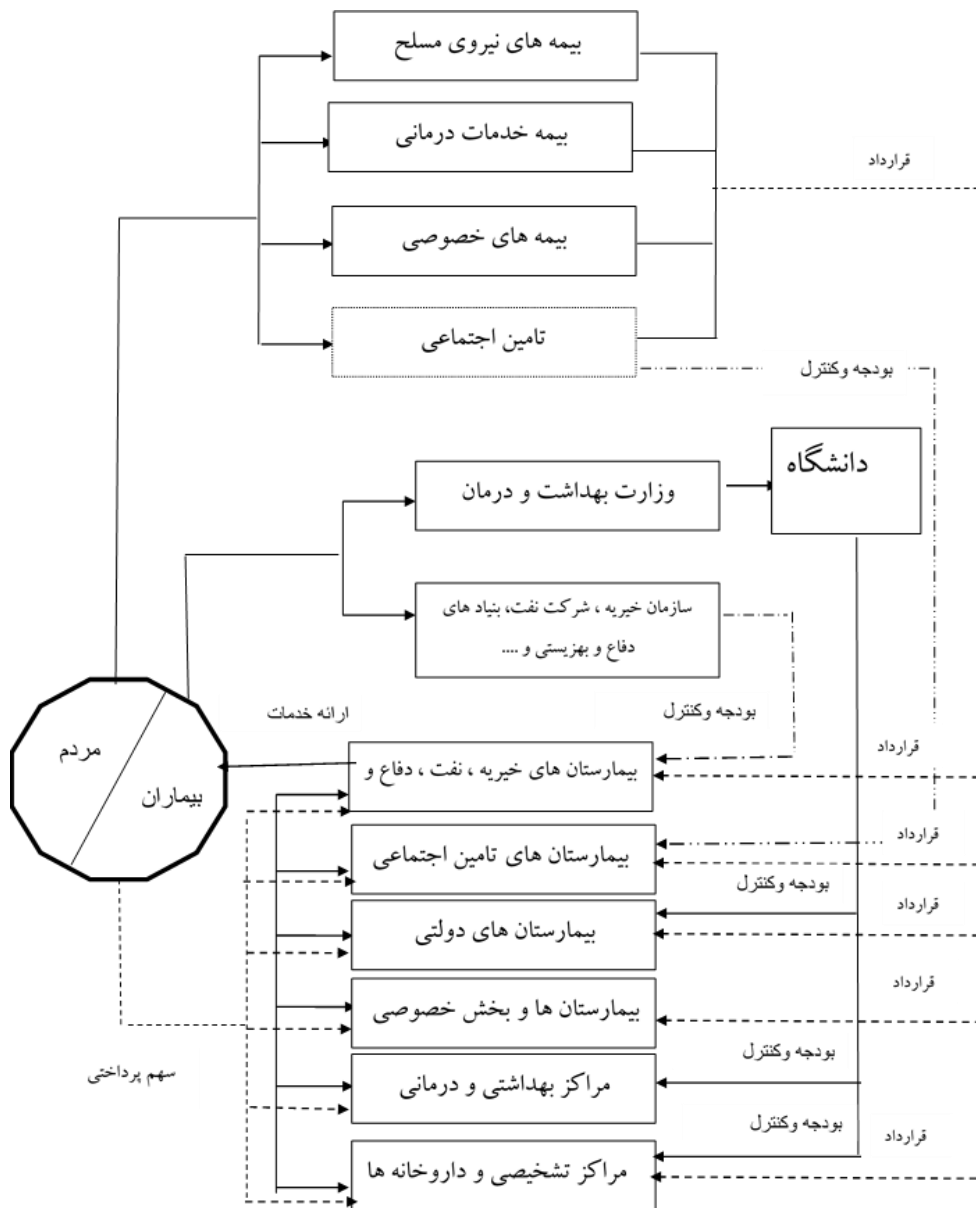 بیمه های نیروی مسلح
بیمه خدمات درمانی
قرارداد
بیمه های خصوصی
تامین اجتماعی
بودجه وکنترل
دانشگاه
وزارت بهداشت و درمان
سازمان خیریه ، شرکت نفت، بنیاد های
دفاع و بهزیستی و ....
ارائه خدمات
بودجه وکنترل
مردم
بیماران
قرارداد
بیمارستان های خیریه ، نفت ، دفاع و
قرارداد
بیمارستان های تامین اجتماعی
بودجه وکنترل
قرارداد
بیمارستان های دولتی
قرارداد
بیمارستان ها و بخش خصوصی
بودجه وکنترل
سهم پرداختی
مراکز بهداشتی و درمانی
بودجه وکنترل
قرارداد
مراکز تشخیصی و داروخانه ها